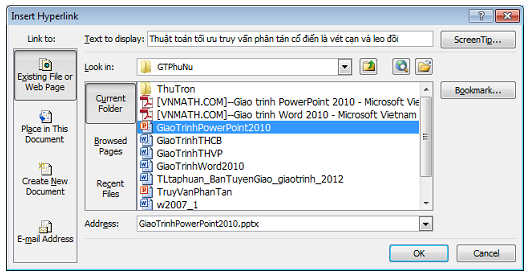 Insert Hyperlink
Link to:
Text to display: Thuật toán tối ưu truy vấn phân tán cổ điển là vét cạn và leo đồi
ScreenTip...
Existing File or Web Page
Look in: GTPhuNu
Bookmark...
Current Folder
Browsed Pages
Recent Files
ThuTron
[VNMATH.COM]--Giao trinh PowerPoint 2010 - Microsoft Vie
[VNMATH.COM]--Giao trinh Word 2010 - Microsoft Vietnam
GiaoTrinhPowerPoint2010
GiaoTrinhTHCB
GiaoTrinhTHVP
GiaoTrinhWord2010
TLtaphuan_BanTuyenGiao_giaotrinh_2012
TruyVanPhanTan
w2007_1
Place in This Document
Create New Document
E-mail Address
Address: GiaoTrinhPowerPoint2010.pptx
OK
Cancel